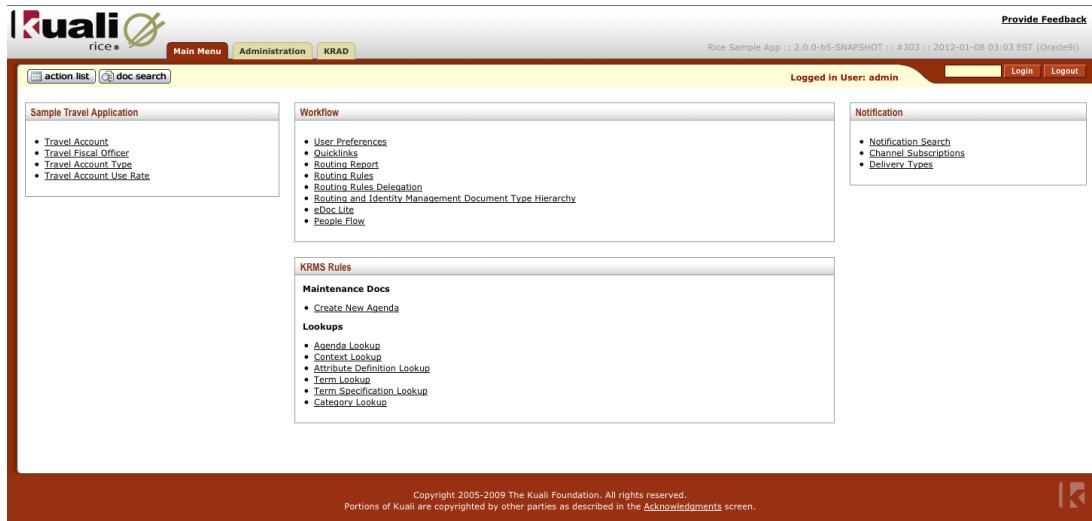 Kuali
rice
Provide Feedback
Main Menu
Administration
KRAD
Rice Sample App :: 2.0.0-b5-SNAPSHOT :: #303 :: 2012-01-08 03:03 EST (Oracle9i)
action list
doc search
Logged in User: admin
Login
Logout
Sample Travel Application
Travel Account
Travel Fiscal Officer
Travel Account Type
Travel Account Use Rate
Workflow
User Preferences
Quicklinks
Routing Report
Routing Rules
Routing Rules Delegation
Routing and Identity Management Document Type Hierarchy
eDoc Lite
People Flow
KRMS Rules
Maintenance Docs
Create New Agenda
Lookups
Agenda Lookup
Context Lookup
Attribute Definition Lookup
Term Lookup
Term Specification Lookup
Category Lookup
Notification
Notification Search
Channel Subscriptions
Delivery Types
Copyright 2005-2009 The Kuali Foundation. All rights reserved.
Portions of Kuali are copyrighted by other parties as described in the Acknowledgments screen.